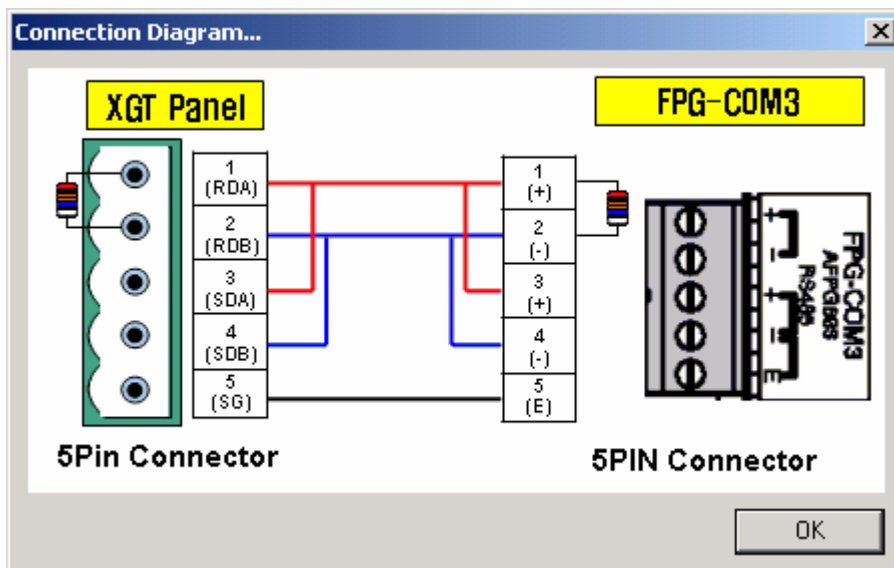 Connection Diagram...
XGT Panel
FPG-COM3
1
(RDA)
2
(RDB)
3
(SDA)
4
(SDB)
5
(SG)
1
(+)
2
(-)
3
(+)
4
(-)
5
(E)
+
-
+
-
E
RS485
FPG-COM3
5Pin Connector
5PIN Connector
OK